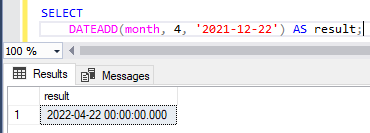 SELECT
DATEADD(month, 4, '2021-12-22') AS result;
100 %
Results Messages
result
1 2022-04-22 00:00:00.000